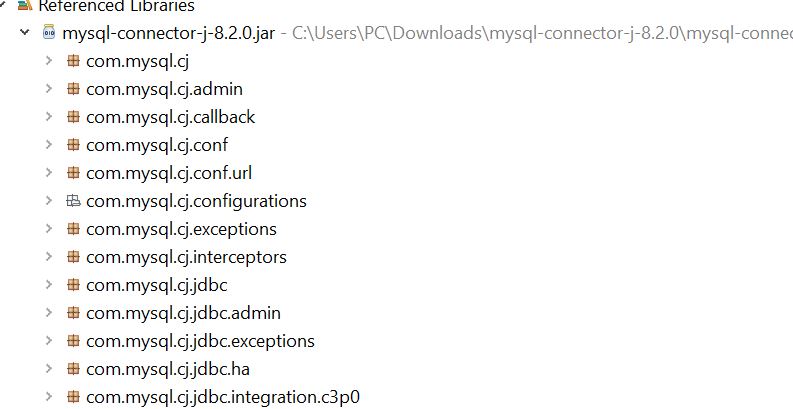 Referenced Libraries
mysql-connector-j-8.2.0.jar - C:\Users\PC\Downloads\mysql-connector-j-8.2.0\mysql-connec
com.mysql.cj
com.mysql.cj.admin
com.mysql.cj.callback
com.mysql.cj.conf
com.mysql.cj.conf.url
com.mysql.cj.configurations
com.mysql.cj.exceptions
com.mysql.cj.interceptors
com.mysql.cj.jdbc
com.mysql.cj.jdbc.admin
com.mysql.cj.jdbc.exceptions
com.mysql.cj.jdbc.ha
com.mysql.cj.jdbc.integration.c3p0